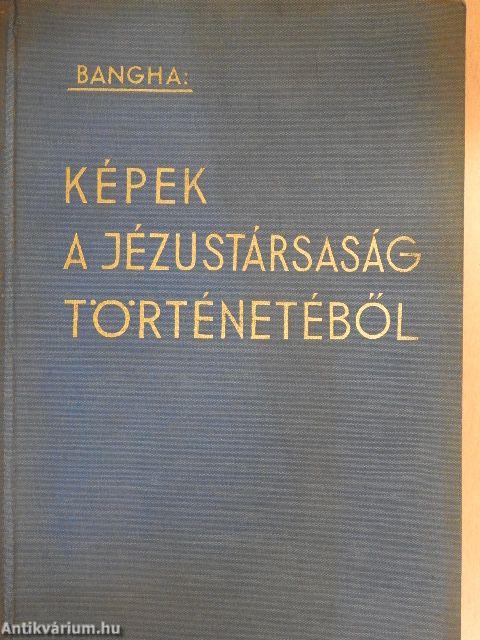 BANGHA:
KÉPEK
A JÉZUSTÁRSASÁG
TÖRTÉNETÉBŐL
Antikvárium.hu